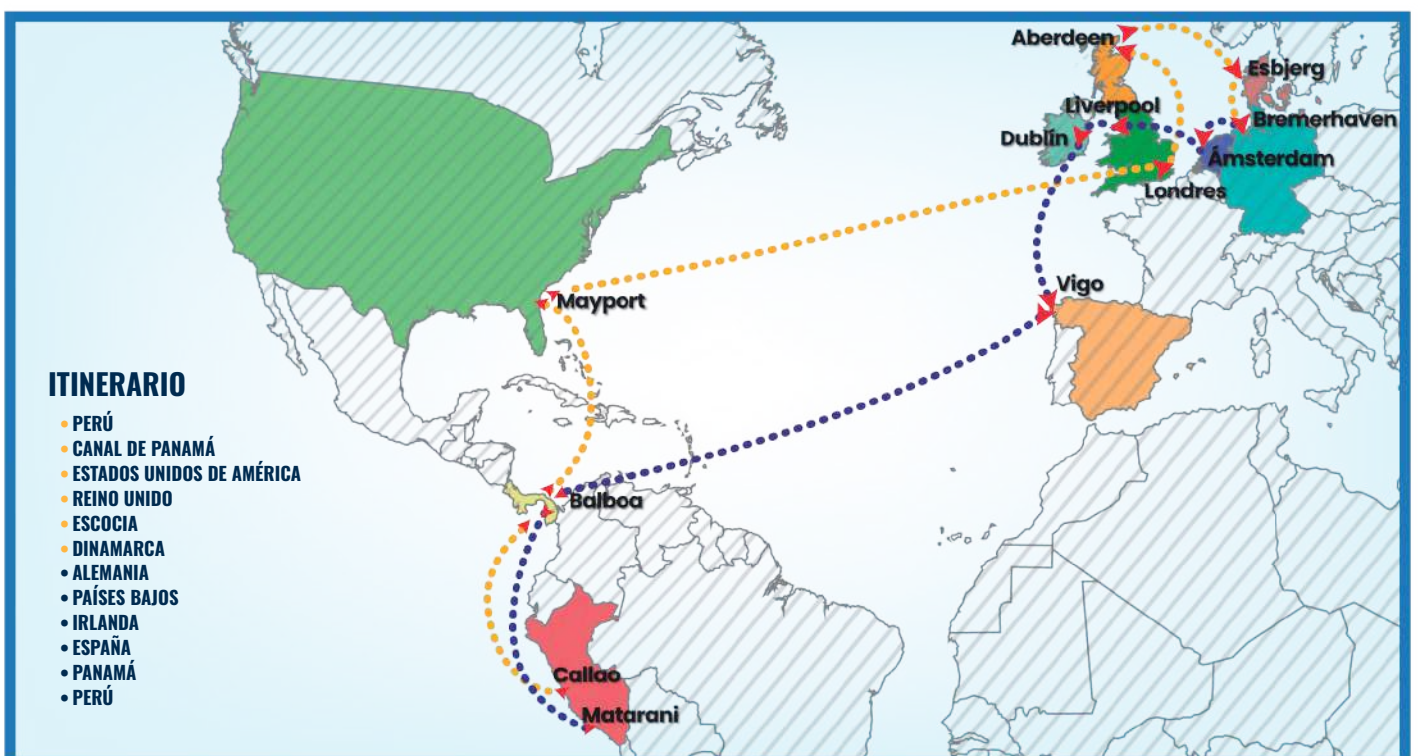 Aberdeen
Esbjerg
Liverpool
Bremerhaven
Dublín
Ámsterdam
Londres
Vigo
Mayport
ITINERARIO
• PERÚ
• CANAL DE PANAMÁ
• ESTADOS UNIDOS DE AMÉRICA
• REINO UNIDO
• ESCOCIA
• DINAMARCA
• ALEMANIA
• PAÍSES BAJOS
• IRLANDA
• ESPAÑA
• PANAMÁ
• PERÚ
Balboa
Callao
Matarani